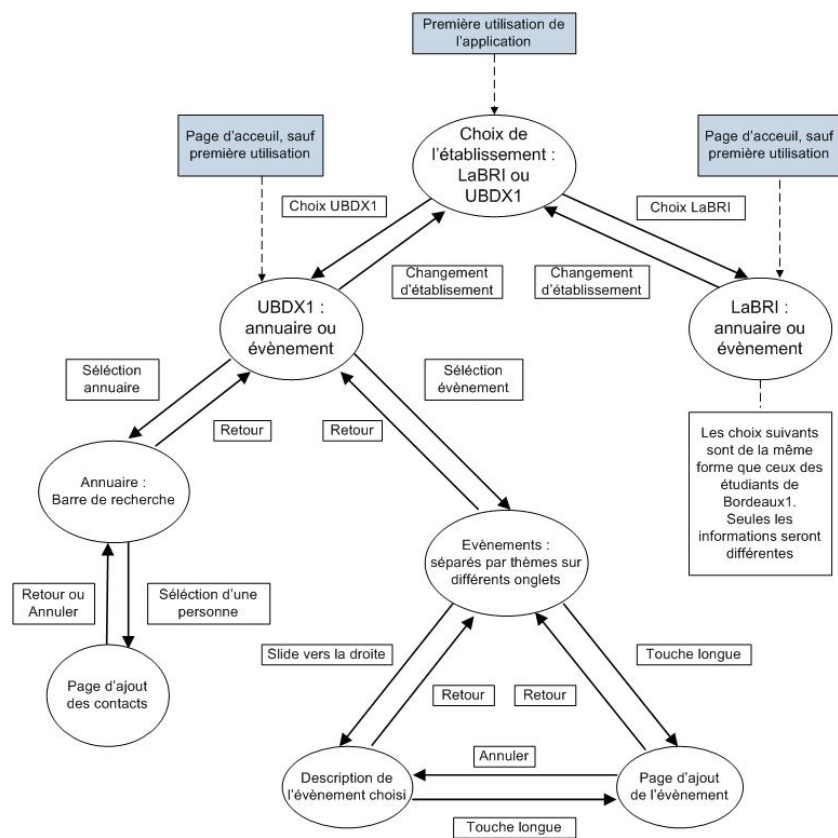 Première utilisation de
l'application
Page d'acceuil, sauf
première utilisation
Choix de
l'établissement :
LaBRI ou
UBDX1
Page d'acceuil, sauf
première utilisation
Choix UBDX1
Choix LaBRI
Changement
d'établisement
Changement
d'établissement
UBDX1 :
annuaire ou
évènement
LaBRI :
annuaire ou
évènement
Séléction
annuaire
Retour
Retour
Séléction
évènement
Les choix suivants
sont de la même
forme que ceux des
étudiants de
Bordeaux1.
Seules les
informations seront
différentes
Annuaire :
Barre de recherche
Evènements :
séparés par thèmes sur
différents onglets
Retour ou
Annuler
Séléction d'une
personne
Slide vers la droite
Touche longue
Page d'ajout
des contacts
Retour
Retour
Annuler
Description de
l'évènement choisi
Page d'ajout
de l'évènement
Touche longue